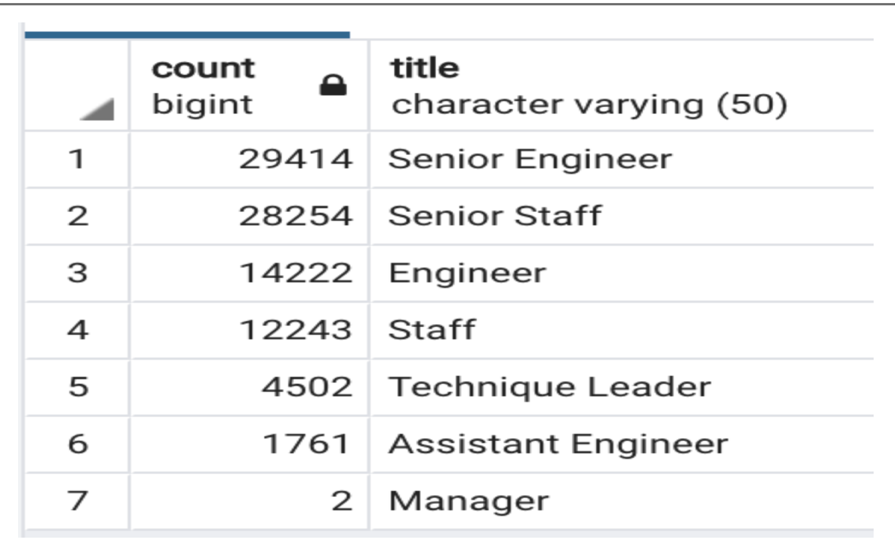 count title
bigint character varying (50)
1 29414 Senior Engineer
2 28254 Senior Staff
3 14222 Engineer
4 12243 Staff
5 4502 Technique Leader
6 1761 Assistant Engineer
7 2 Manager